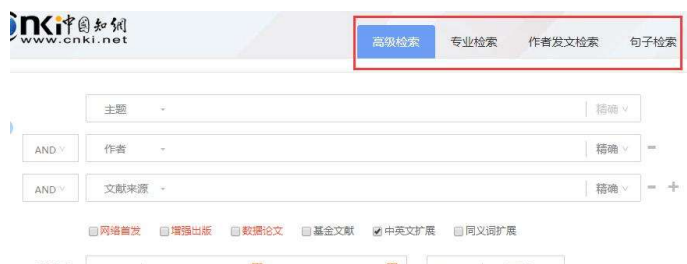 cnki中国知网
www.cnki.net
高级检索 专业检索 作者发文检索 句子检索
主题 精确
AND 作者 精确 -
AND 文献来源 精确 - +
网络首发 增强出版 数据论文 基金文献 中英文扩展 同义词扩展